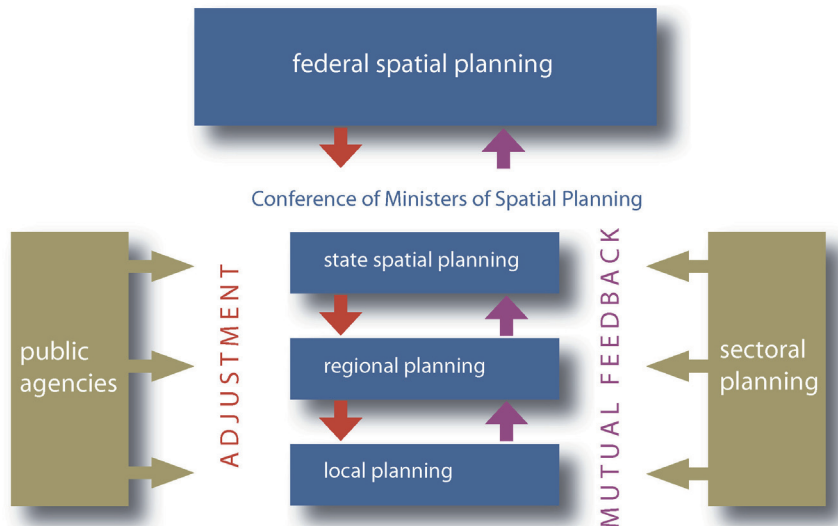 federal spatial planning
Conference of Ministers of Spatial Planning
public
agencies
ADJUSTMENT
state spatial planning
regional planning
local planning
MUTUAL FEEDBACK
sectoral
planning